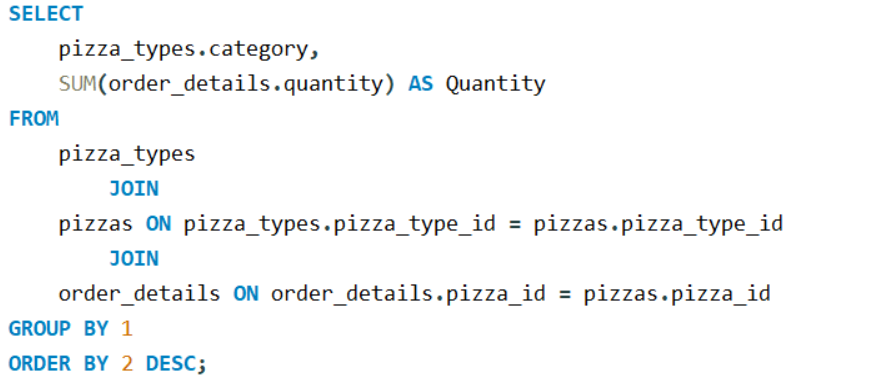 SELECT
    pizza_types.category,
    SUM(order_details.quantity) AS Quantity
FROM
    pizza_types
        JOIN
    pizzas ON pizza_types.pizza_type_id = pizzas.pizza_type_id
        JOIN
    order_details ON order_details.pizza_id = pizzas.pizza_id
GROUP BY 1
ORDER BY 2 DESC;